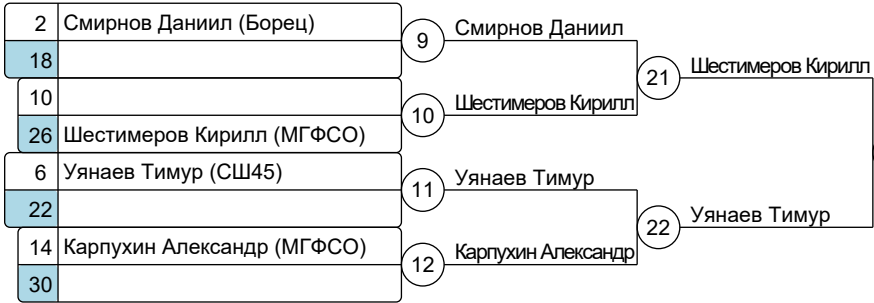 2 Смирнов Даниил (Борец)
18
9 Смирнов Даниил
10
26 Шестимеров Кирилл (МГФСО)
10 Шестимеров Кирилл
21 Шестимеров Кирилл
6 Уянаев Тимур (СШ45)
22
11 Уянаев Тимур
14 Карпухин Александр (МГФСО)
30
12 Карпухин Александр
22 Уянаев Тимур